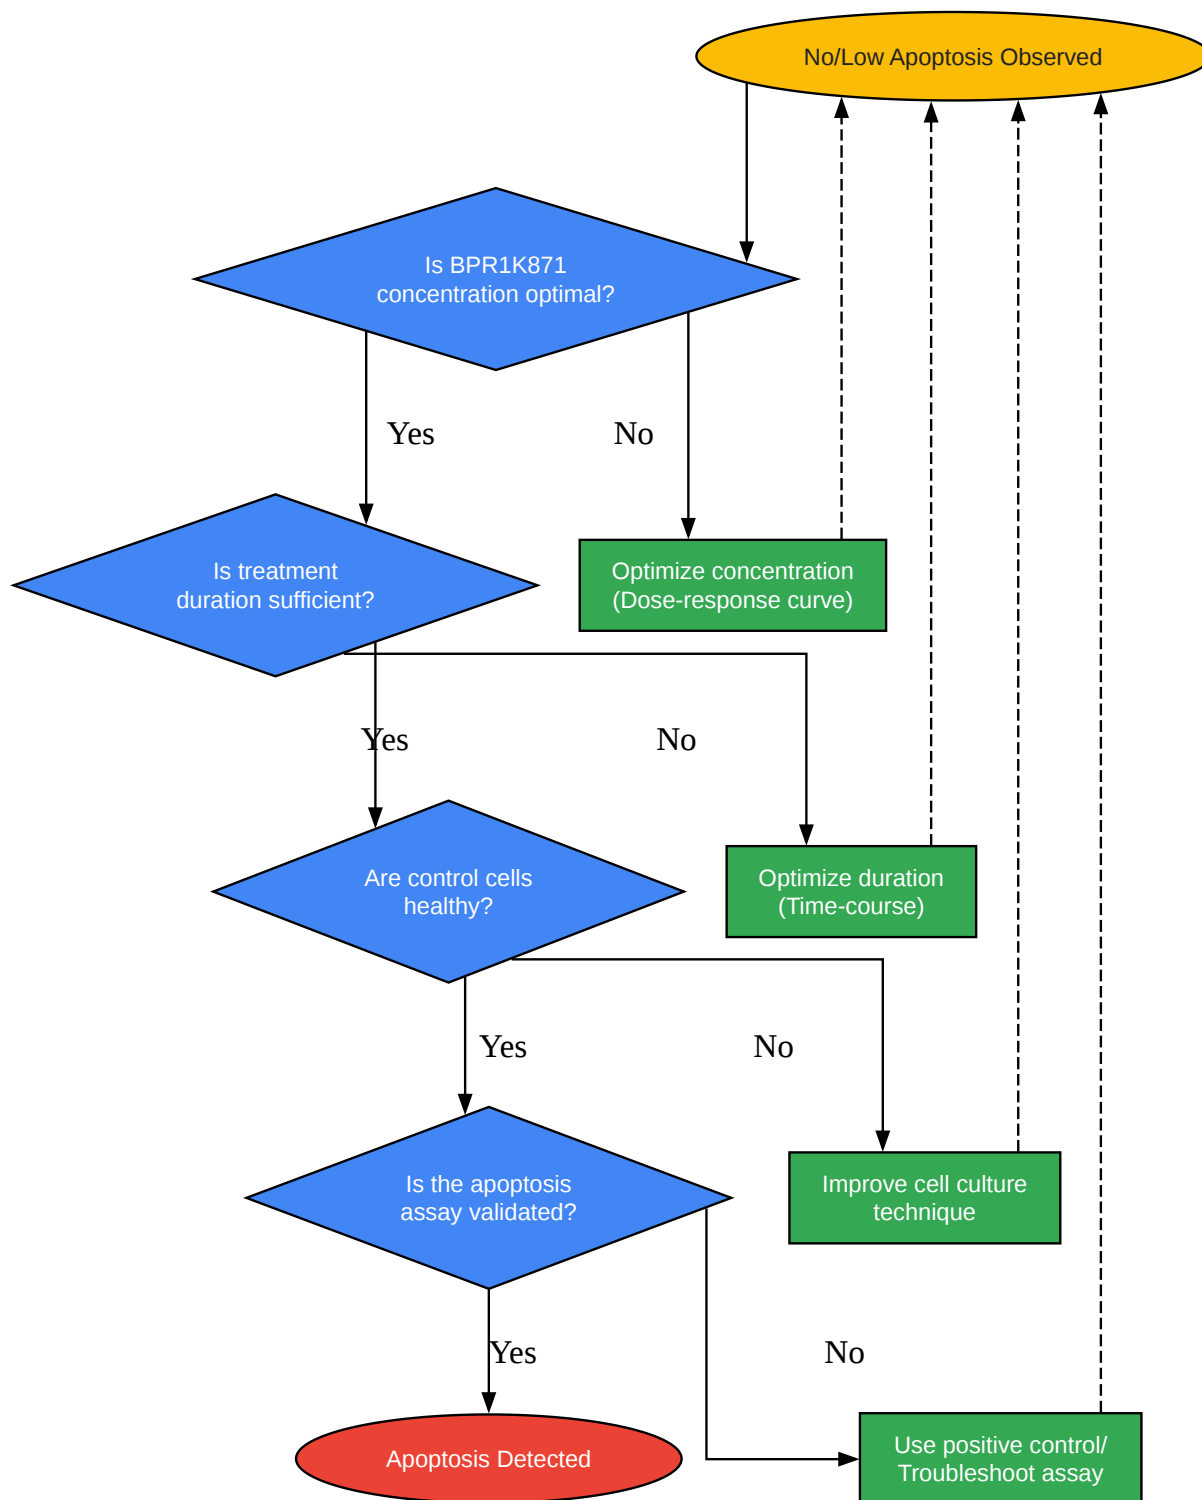 No/Low Apoptosis Observed
Is BPR1K871
concentration optimal?
Yes
No
Is treatment
duration sufficient?
Optimize concentration
(Dose-response curve)
Yes
No
Are control cells
healthy?
Optimize duration
(Time-course)
Yes
No
Is the apoptosis
assay validated?
Improve cell culture
technique
Yes
No
Apoptosis Detected
Use positive control/
Troubleshoot assay